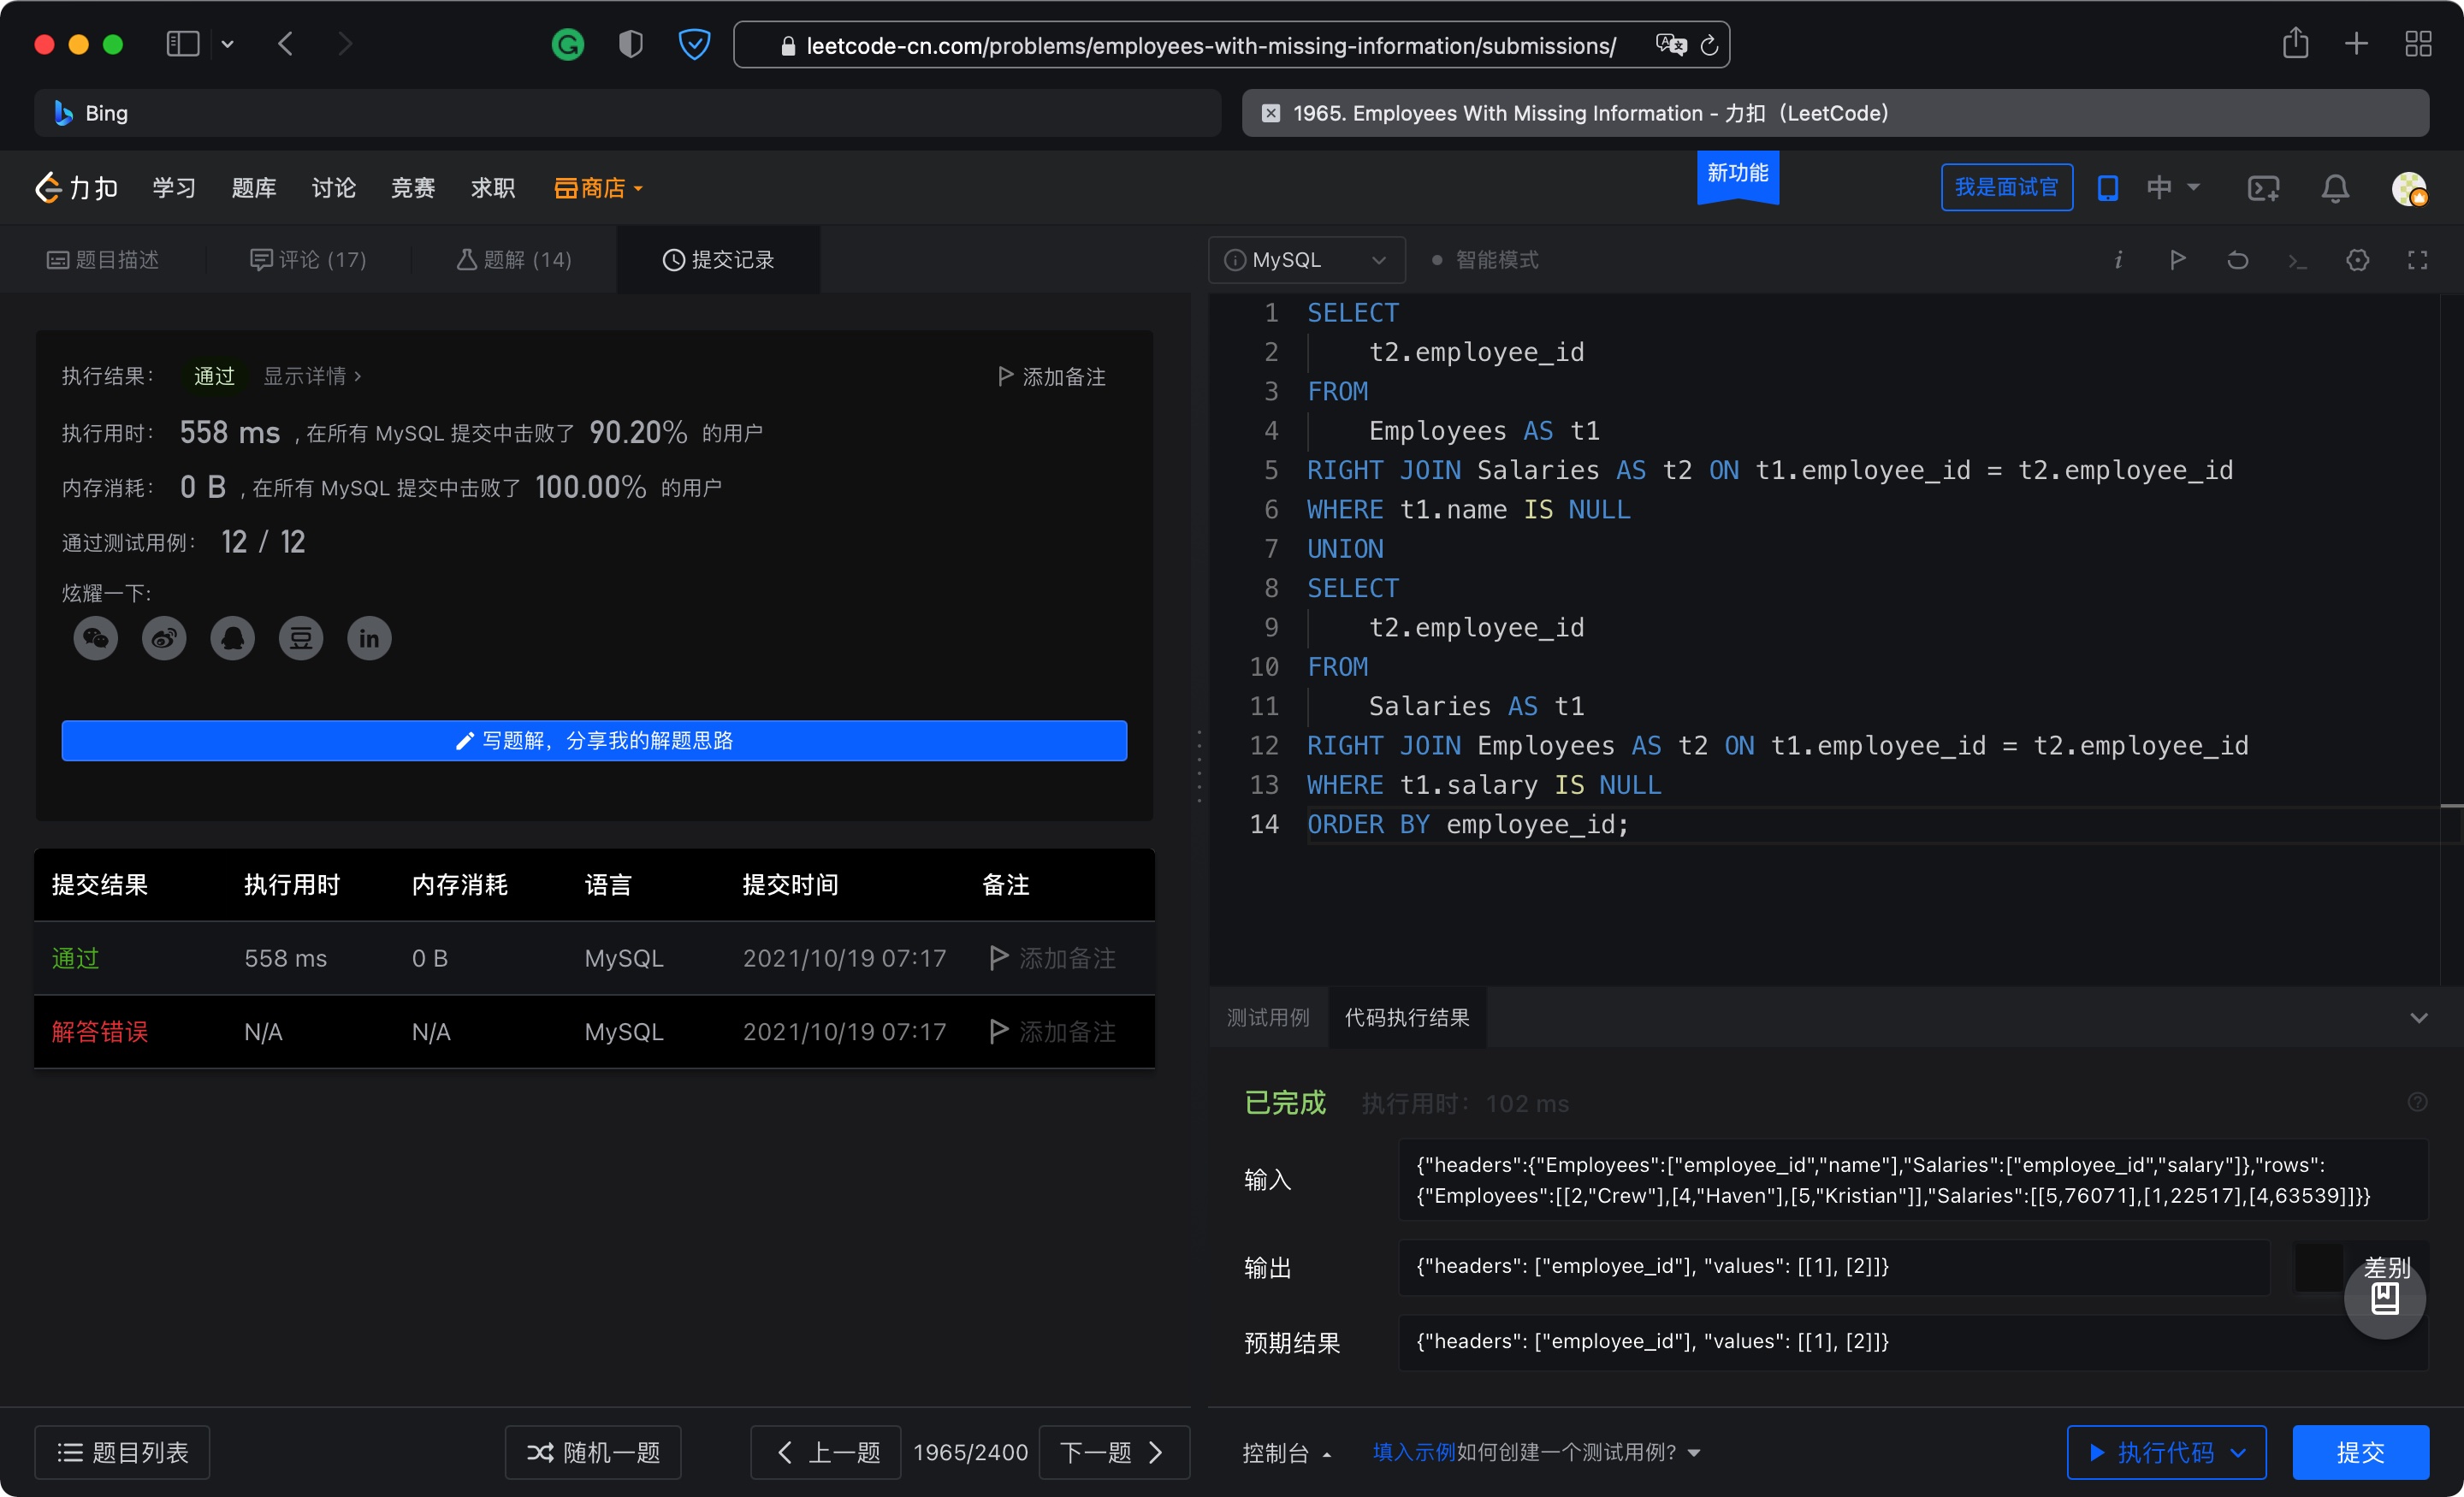 leetcode-cn.com/problems/employees-with-missing-information/submissions/
Bing
1965. Employees With Missing Information - 力扣（LeetCode）
力扣 学习 题库 讨论 竞赛 求职 商店
新功能
我是面试官
中
题目描述 评论 (17) 题解 (14) 提交记录
执行结果： 通过 显示详情 >
添加备注
执行用时： 558 ms , 在所有 MySQL 提交中击败了 90.20% 的用户
内存消耗： 0 B , 在所有 MySQL 提交中击败了 100.00% 的用户
通过测试用例： 12 / 12
炫耀一下:
豆
in
写题解，分享我的解题思路
提交结果 执行用时 内存消耗 语言 提交时间 备注
通过 558 ms 0 B MySQL 2021/10/19 07:17 添加备注
解答错误 N/A N/A MySQL 2021/10/19 07:17 添加备注
题目列表 随机一题 上一题 1965/2400 下一题
MySQL 智能模式
1 SELECT
2 t2.employee_id
3 FROM
4 Employees AS t1
5 RIGHT JOIN Salaries AS t2 ON t1.employee_id = t2.employee_id
6 WHERE t1.name IS NULL
7 UNION
8 SELECT
9 t2.employee_id
10 FROM
11 Salaries AS t1
12 RIGHT JOIN Employees AS t2 ON t1.employee_id = t2.employee_id
13 WHERE t1.salary IS NULL
14 ORDER BY employee_id;
测试用例 代码执行结果
已完成 执行用时： 102 ms
输入
{"headers":{"Employees":["employee_id","name"],"Salaries":["employee_id","salary"]},"rows":
{"Employees":[[2,"Crew"],[4,"Haven"],[5,"Kristian"]],"Salaries":[[5,76071],[1,22517],[4,63539]]}}
输出
{"headers": ["employee_id"], "values": [[1], [2]]}
差别
预期结果
{"headers": ["employee_id"], "values": [[1], [2]]}
控制台 填入示例如何创建一个测试用例? 执行代码 提交